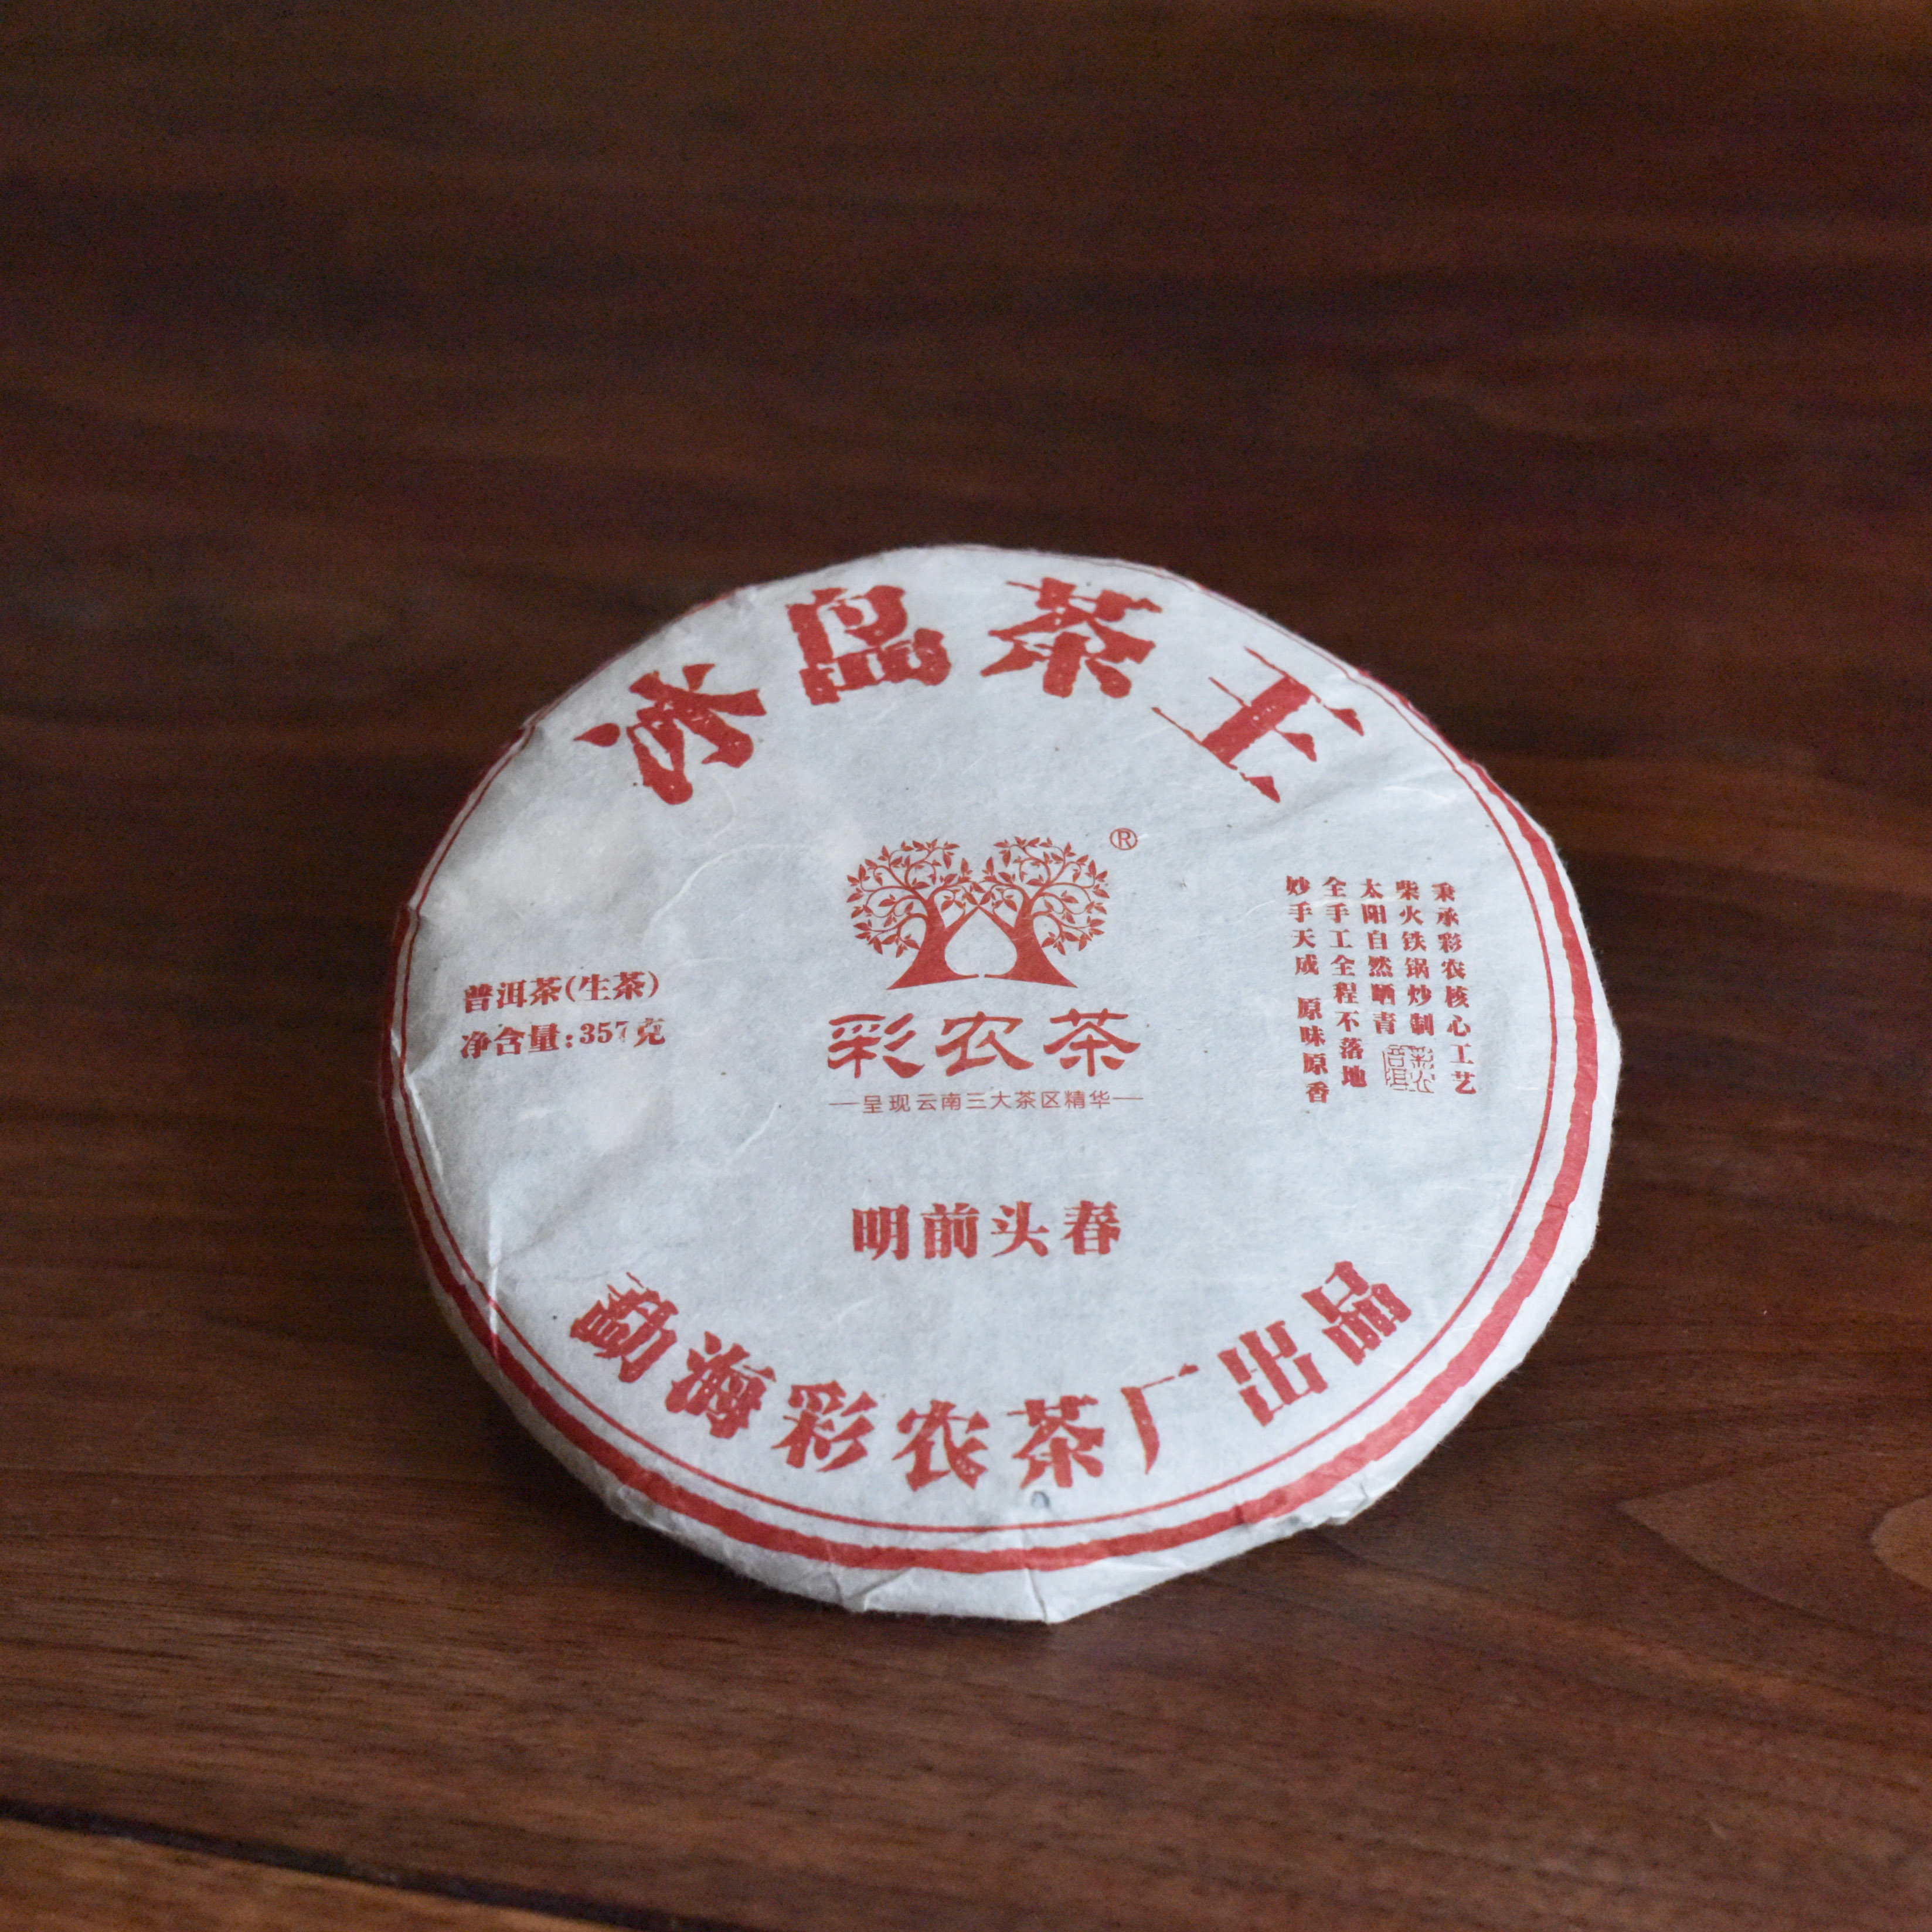 冰岛茶王
®
彩农茶
—呈现云南三大茶区精华—
普洱茶(生茶)
净含量:357克
秉承彩农核心工艺
柴火铁锅炒制
太阳自然晒青
全手工全程不落地
妙手天成 原味原香
明前头春
勐海彩农茶厂出品